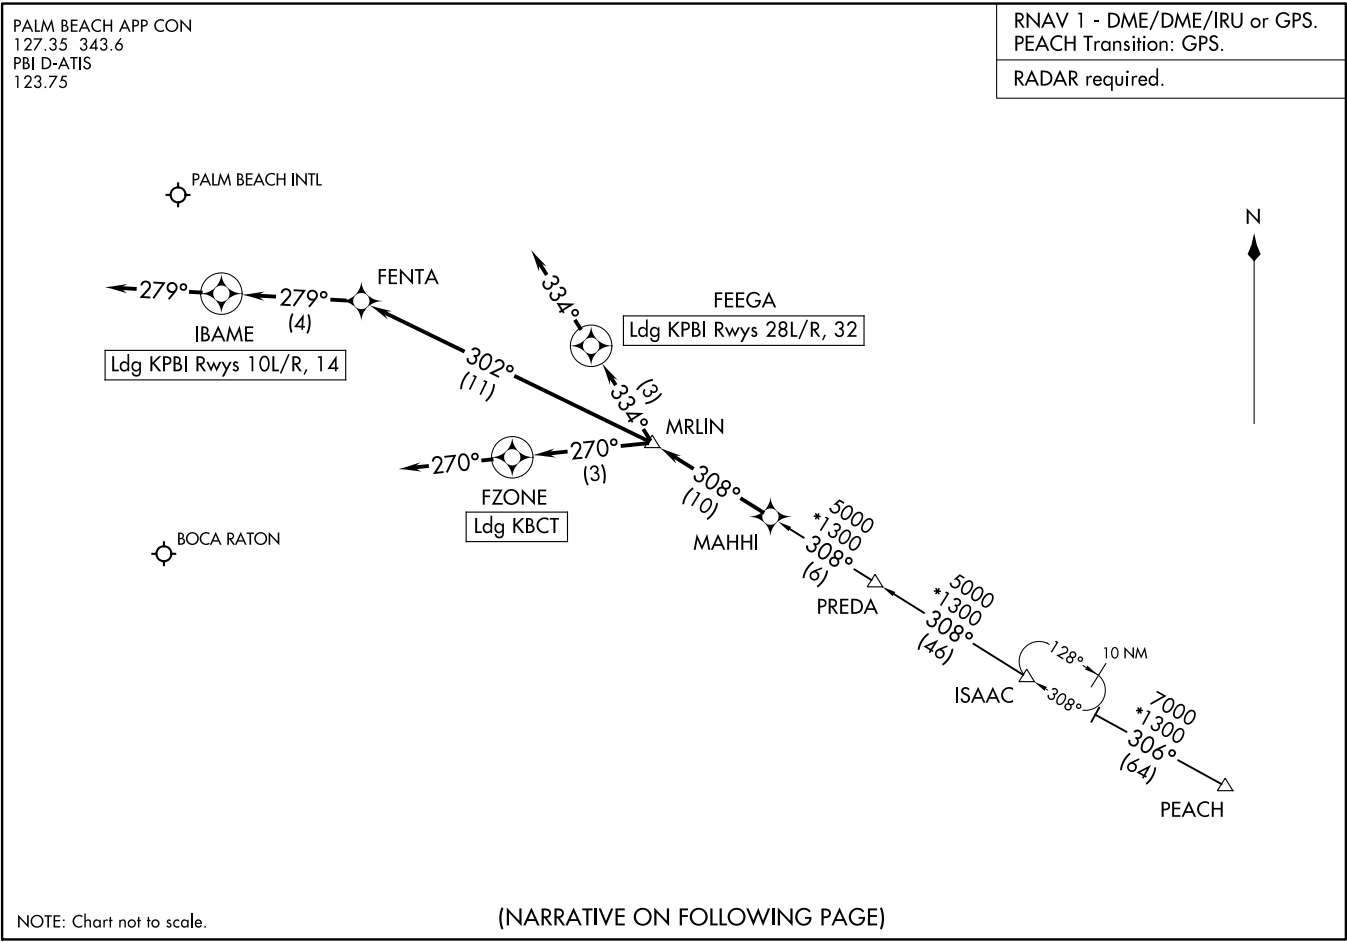 PALM BEACH APP CON
127.35 343.6
PBI D-ATIS
123.75
RNAV 1 - DME/DME/IRU or GPS.
PEACH Transition: GPS.
RADAR required.
PALM BEACH INTL
N
FENTA
279°
279°
(4)
IBAME
Ldg KPBI Rwys 10L/R, 14
334°
FEEGA
Ldg KPBI Rwys 28L/R, 32
302°
(11)
334°
(3)
MRLIN
270°
270°
(3)
FZONE
Ldg KBCT
308°
(10)
MAHHI
BOCA RATON
5000
*1300
308°
(6)
PREDA
5000
*1300
308°
(46)
ISAAC
128°
10 NM
308°
7000
*1300
306°
(64)
PEACH
NOTE: Chart not to scale.
(NARRATIVE ON FOLLOWING PAGE)